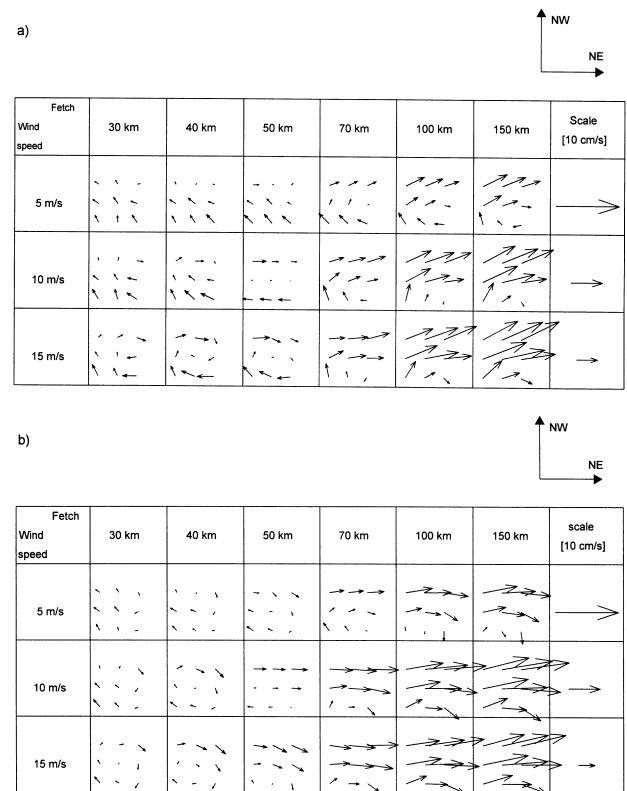 a)
NW
NE
Fetch
Wind
speed
30 km 40 km 50 km 70 km 100 km 150 km Scale
[10 cm/s]
5 m/s
10 m/s
15 m/s
b)
NW
NE
Fetch
Wind
speed
30 km 40 km 50 km 70 km 100 km 150 km scale
[10 cm/s]
5 m/s
10 m/s
15 m/s